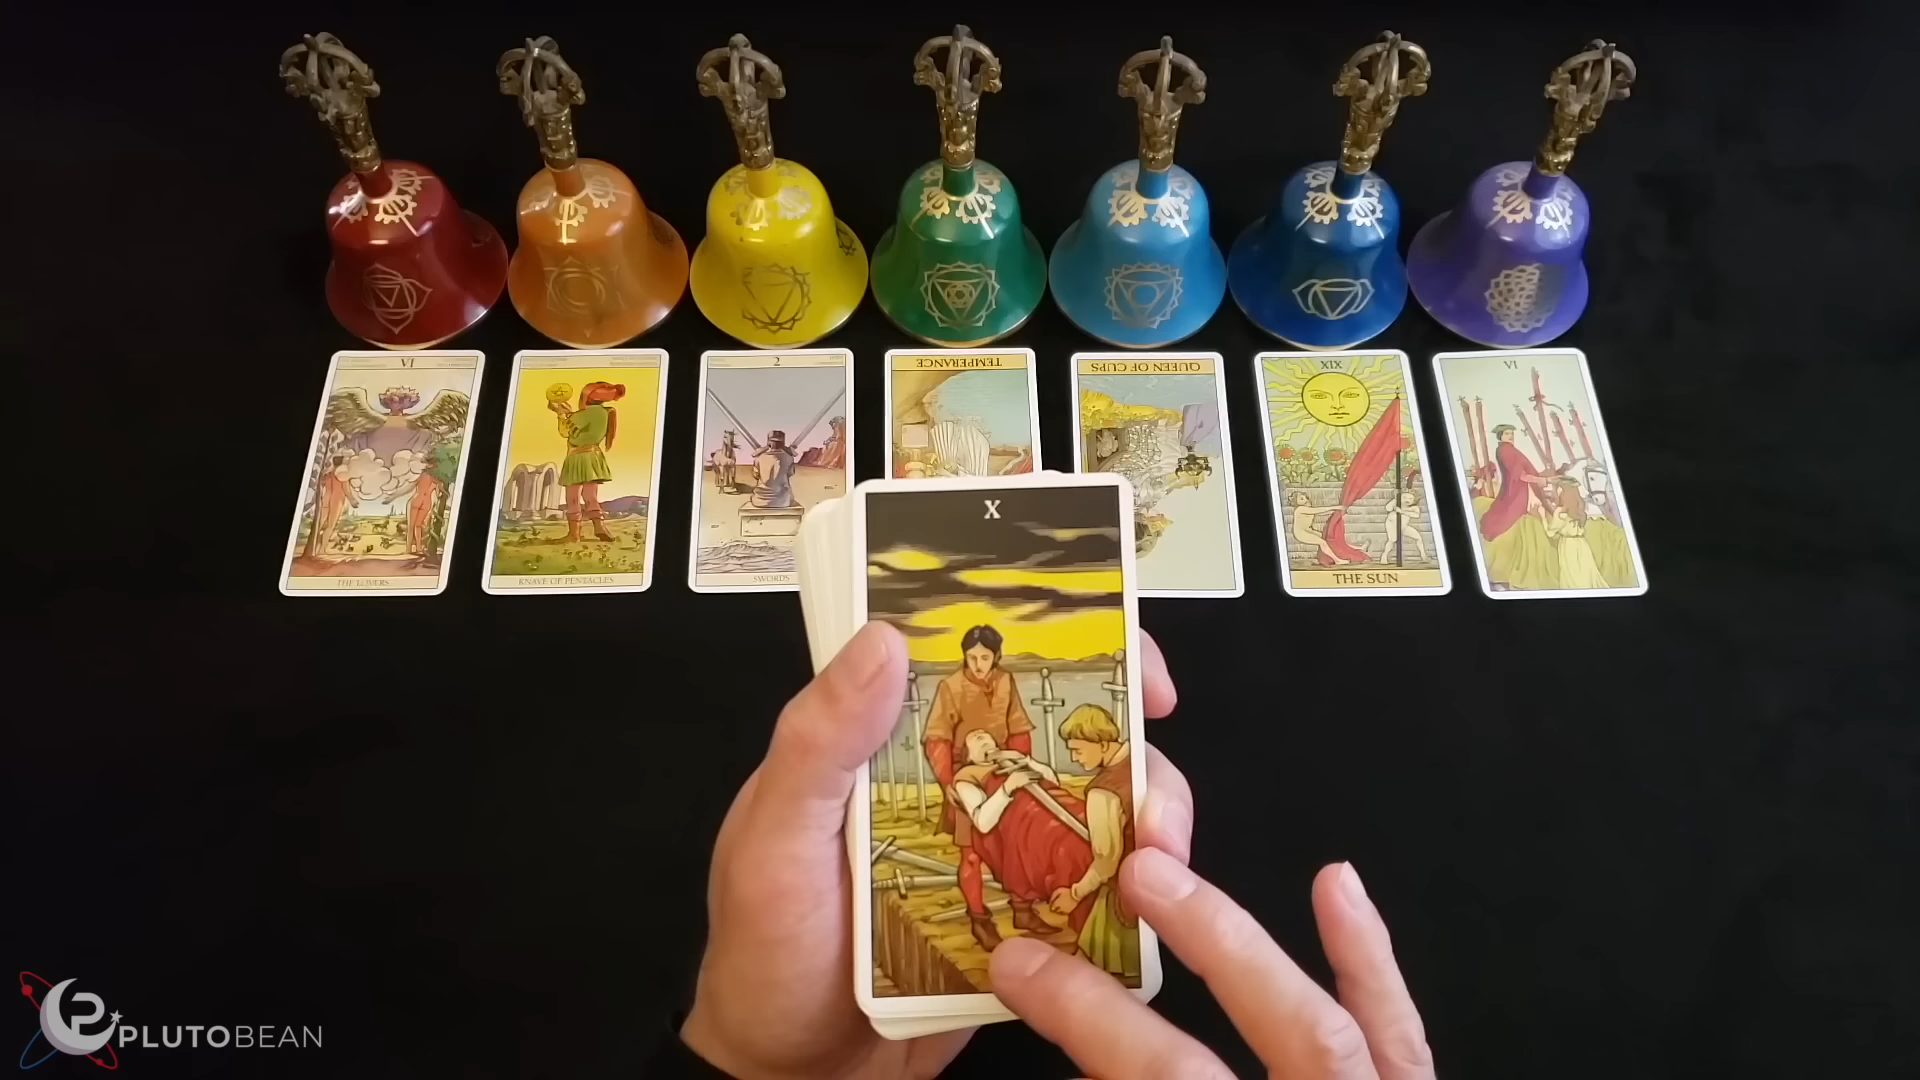 VI
THE LOVERS
KNAVE OF PENTACLES
2
SWORDS
TEMPERANCE
QUEEN OF CUPS
XIX
THE SUN
VI
X
PLUTOBEAN